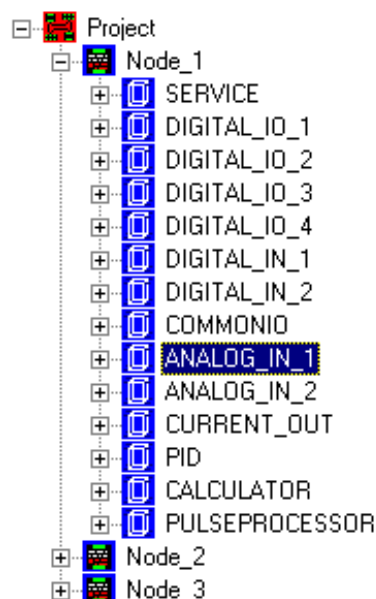 Project
Node_1
SERVICE
DIGITAL_IO_1
DIGITAL_IO_2
DIGITAL_IO_3
DIGITAL_IO_4
DIGITAL_IN_1
DIGITAL_IN_2
COMMONIO
ANALOG_IN_1
ANALOG_IN_2
CURRENT_OUT
PID
CALCULATOR
PULSEPROCESSOR
Node_2
Node_3